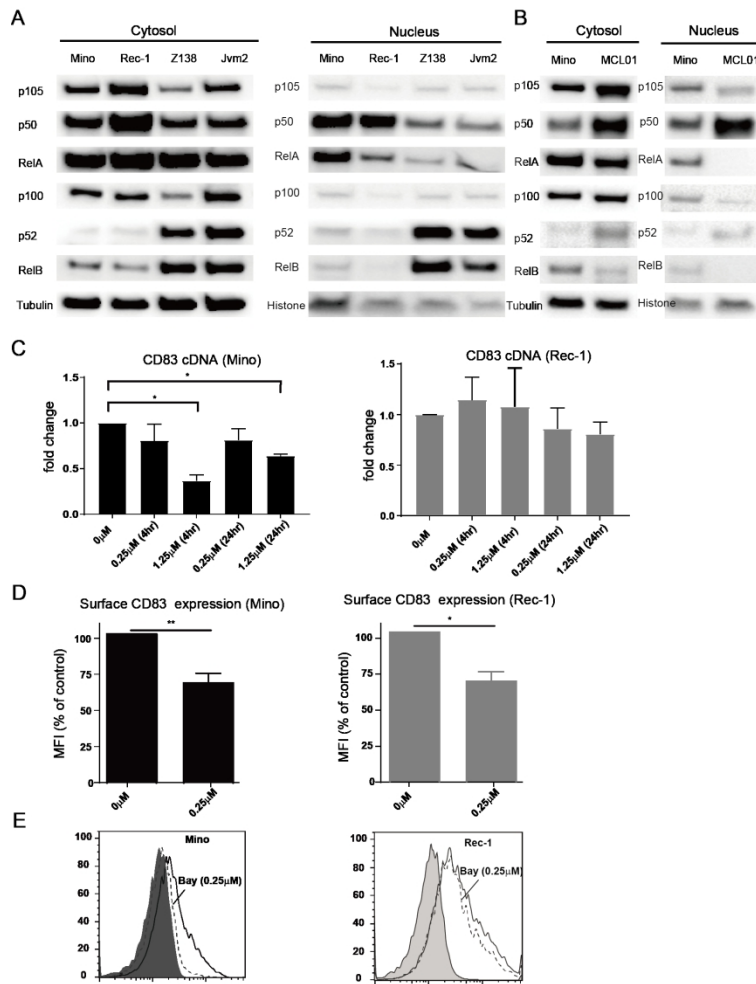 A
Cytosol
Nucleus
Mino Rec-1 Z138 Jvm2
Mino Rec-1 Z138 Jvm2
p105 p105
p50 p50
RelA RelA
p100 p100
p52 p52
RelB RelB
Tubulin Histone
B
Cytosol Nucleus
Mino MCL01 Mino MCL01
p105 p105
p50 p50
RelA RelA
p100 p100
p52 p52
RelB RelB
Tubulin Histone
C
CD83 cDNA (Mino)
fold change
1.5
1.0
0.5
0.0
*
*
0µM
0.25µM (4hr)
1.25µM (4hr)
0.25µM (24hr)
1.25µM (24hr)
CD83 cDNA (Rec-1)
fold change
1.5
1.0
0.5
0.0
0µM
0.25µM (4hr)
1.25µM (4hr)
0.25µM (24hr)
1.25µM (24hr)
D
Surface CD83 expression (Mino)
MFI (% of control)
100
75
50
25
0
**
0µM
0.25µM
Surface CD83 expression (Rec-1)
MFI (% of control)
100
75
50
25
0
*
0µM
0.25µM
E
Mino
Bay (0.25µM)
100
80
60
40
20
0
Rec-1
Bay (0.25µM)
100
80
60
40
20
0